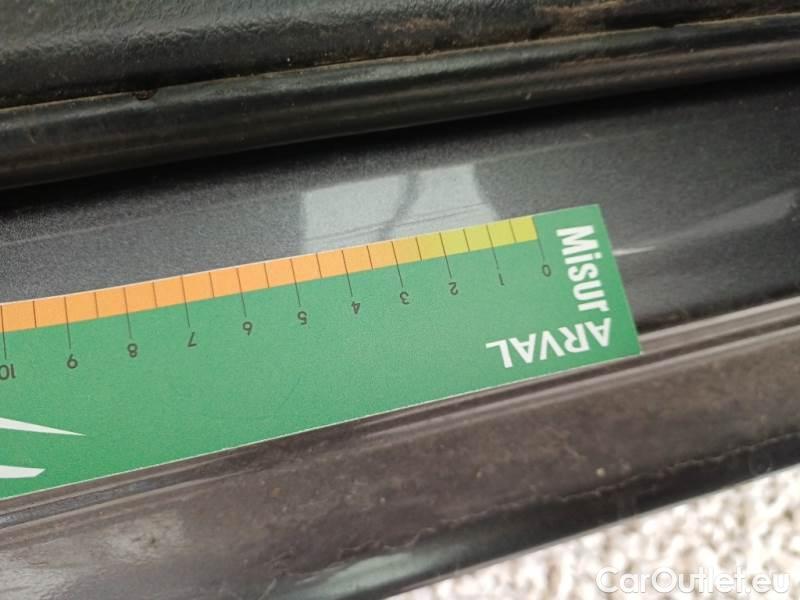 Misur
ARVAL
10 9 8 7 6 5 4 3 2 1 0
CarOutlet.eu